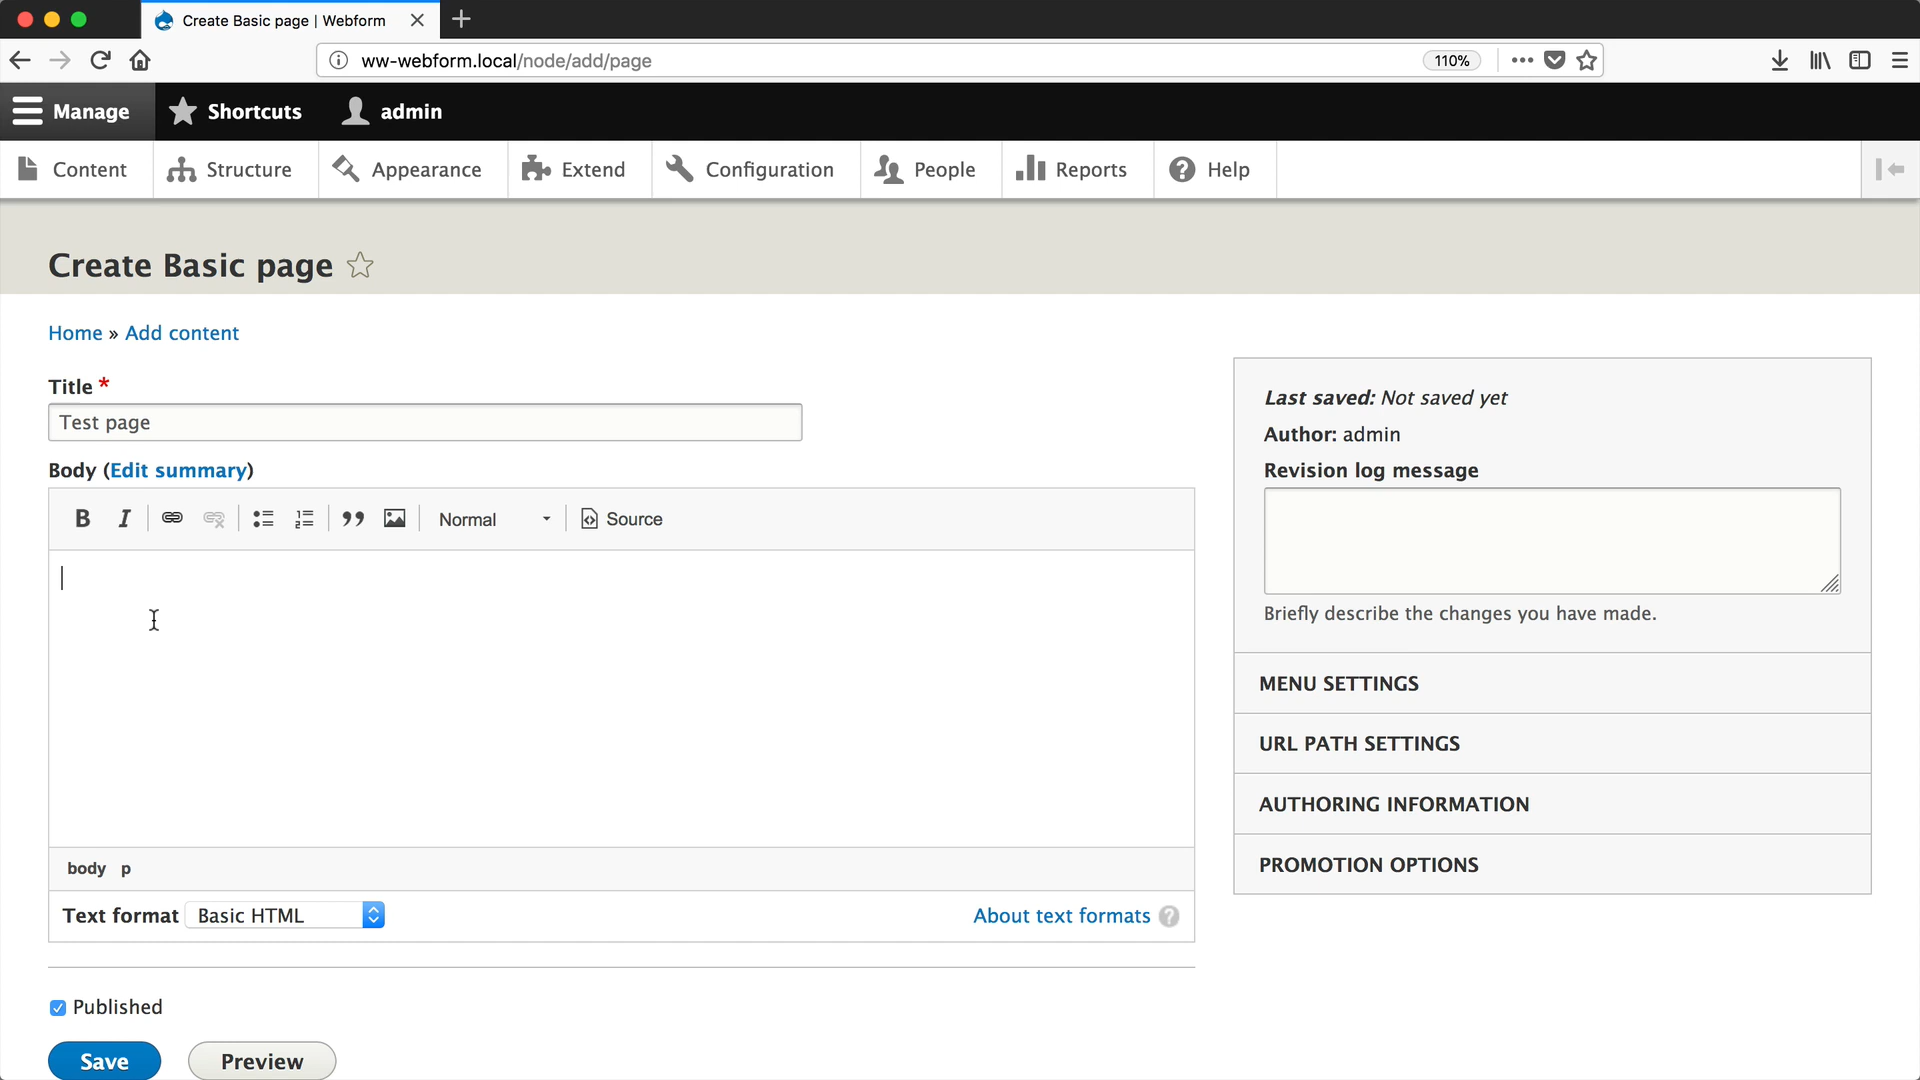 Create Basic page | Webform
ww-webform.local/node/add/page 110%
Manage Shortcuts admin
Content Structure Appearance Extend Configuration People Reports Help
Create Basic page
Home » Add content
Title *
Test page
Body (Edit summary)
B I Normal Source
body p
Text format Basic HTML About text formats ?
Published
Save Preview
Last saved: Not saved yet
Author: admin
Revision log message
Briefly describe the changes you have made.
MENU SETTINGS
URL PATH SETTINGS
AUTHORING INFORMATION
PROMOTION OPTIONS